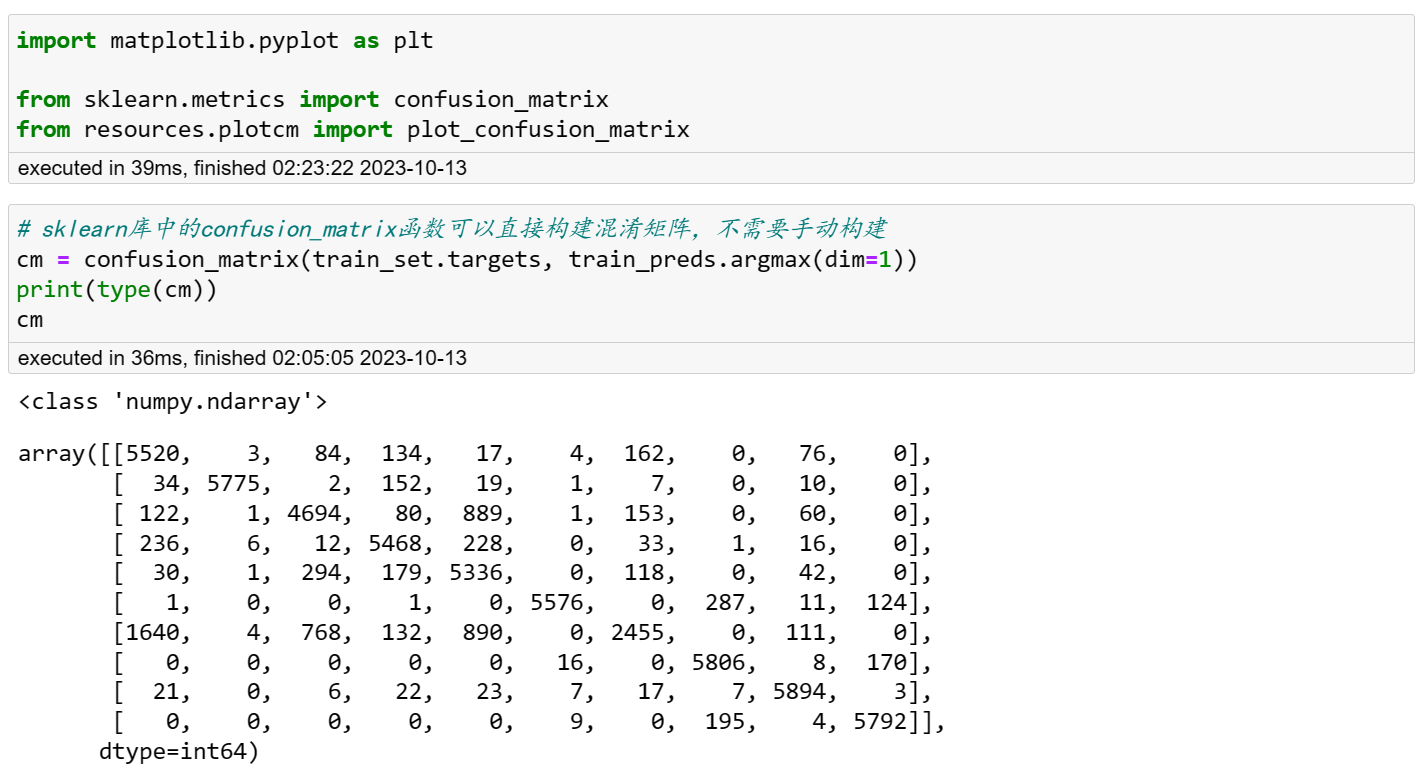 import matplotlib.pyplot as plt
from sklearn.metrics import confusion_matrix
from resources.plotcm import plot_confusion_matrix
executed in 39ms, finished 02:23:22 2023-10-13
# sklearn库中的confusion_matrix函数可以直接构建混淆矩阵，不需要手动构建
cm = confusion_matrix(train_set.targets, train_preds.argmax(dim=1))
print(type(cm))
cm
executed in 36ms, finished 02:05:05 2023-10-13
<class 'numpy.ndarray'>
array([[5520,    3,   84,  134,   17,    4,  162,    0,   76,    0],
       [  34, 5775,    2,  152,   19,    1,    7,    0,   10,    0],
       [ 122,    1, 4694,   80,  889,    1,  153,    0,   60,    0],
       [ 236,    6,   12, 5468,  228,    0,   33,    1,   16,    0],
       [  30,    1,  294,  179, 5336,    0,  118,    0,   42,    0],
       [   1,    0,    0,    1,    0, 5576,    0,  287,   11,  124],
       [1640,    4,  768,  132,  890,    0, 2455,    0,  111,    0],
       [   0,    0,    0,    0,    0,   16,    0, 5806,    8,  170],
       [  21,    0,    6,   22,   23,    7,   17,    7, 5894,    3],
       [   0,    0,    0,    0,    0,    9,    0,  195,    4, 5792]],
      dtype=int64)